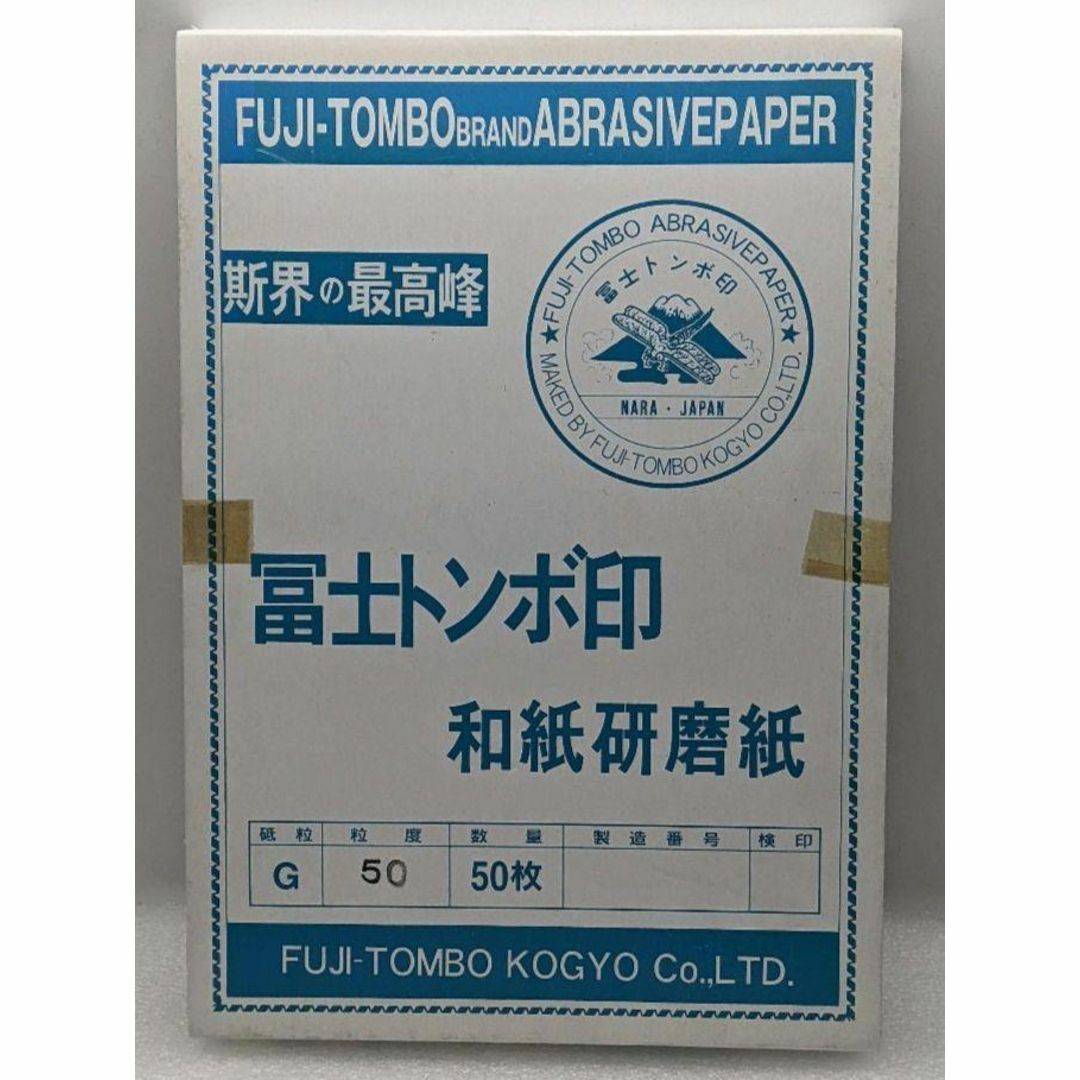 FUJI-TOMBO BRAND ABRASIVEPAPER
斯界の最高峰
★FUJI-TOMBO ABRASIVEPAPER★
冨士トンボ印
NARA・JAPAN
MAKED BY FUJI-TOMBO KOGYO CO.,LTD.
冨士トンボ印
和紙研磨紙
砥粒 粒度 数量 製造番号 検印
G 50 50枚
FUJI-TOMBO KOGYO Co.,LTD.